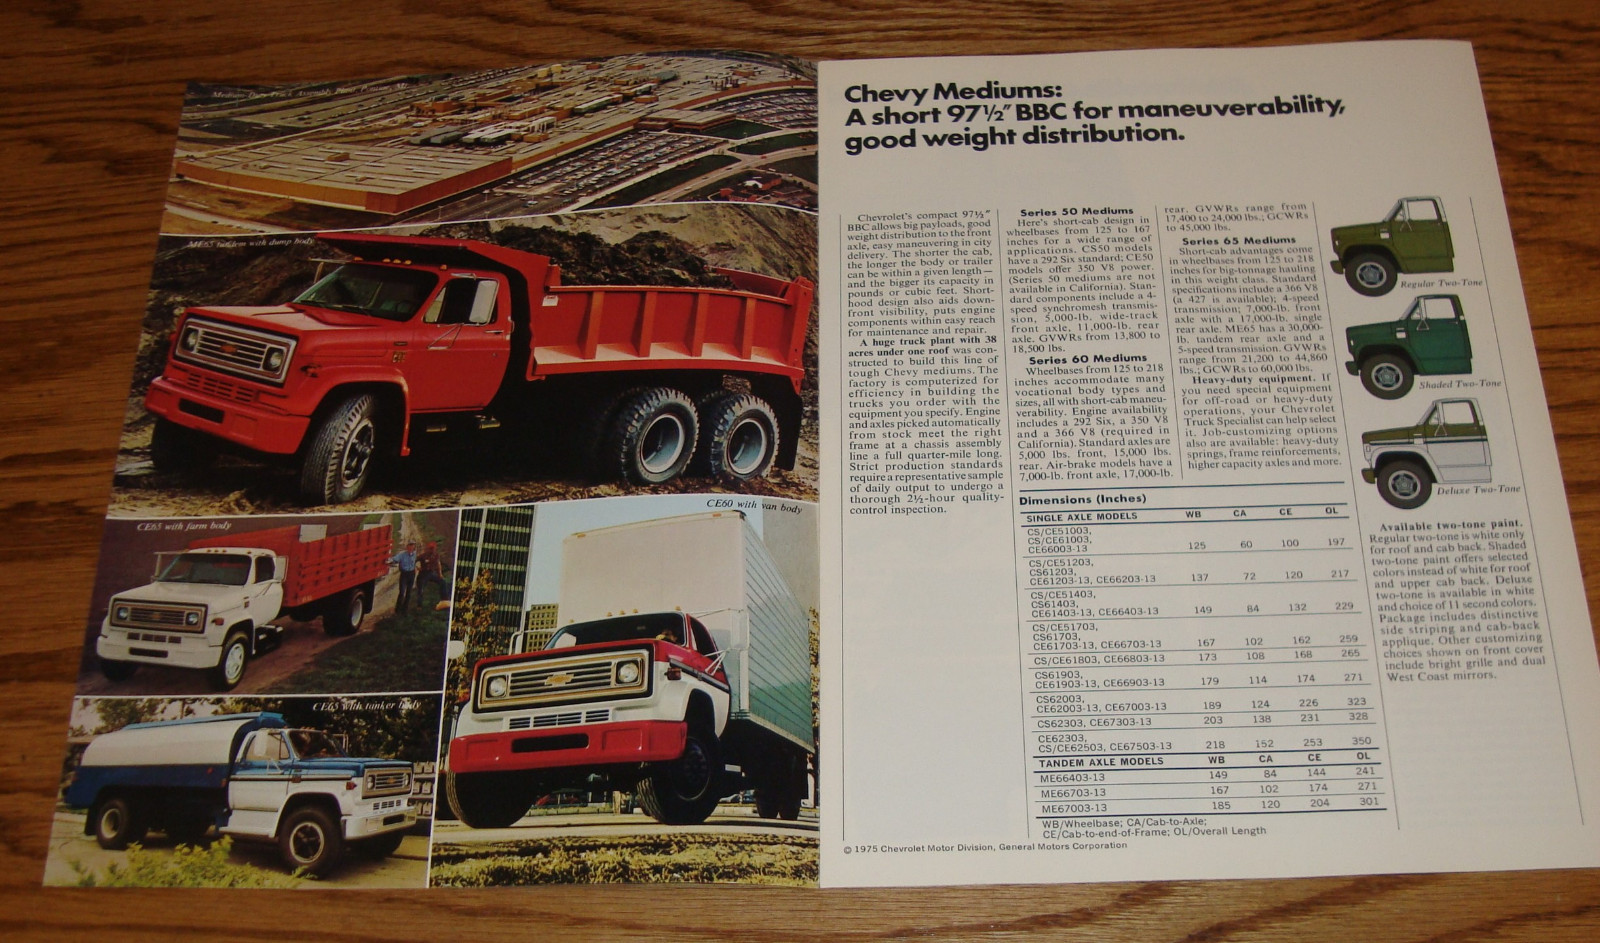 Medium-Duty Truck Assembly Plant, Pontiac, MI.
ME65 tandem with dump body
CE65 with farm body
CE60 with van body
CE65 with tanker body
Chevy Mediums:
A short 97½″ BBC for maneuverability,
good weight distribution.
Chevrolet's compact 97½″
BBC allows big payloads, good
weight distribution to the front
axle, easy maneuvering in city
delivery. The shorter the cab,
the longer the body or trailer
can be within a given length—
and the bigger its capacity in
pounds or cubic feet. Short-
hood design also aids down-
front visibility, puts engine
components within easy reach
for maintenance and repair.
A huge truck plant with 38
acres under one roof was con-
structed to build this line of
tough Chevy mediums. The
factory is computerized for
efficiency in building the
trucks you order with the
equipment you specify. Engine
and axles picked automatically
from stock meet the right
frame at a chassis assembly
line a full quarter-mile long.
Strict production standards
require a representative sample
of daily output to undergo a
thorough 2½-hour quality-
control inspection.
Series 50 Mediums
Here's short-cab design in
wheelbases from 125 to 167
inches for a wide range of
applications. CS50 models
have a 292 Six standard; CE50
models offer 350 V8 power.
(Series 50 mediums are not
available in California). Stan-
dard components include a 4-
speed synchromesh transmis-
sion, 5,000-lb. wide-track
front axle, 11,000-lb. rear
axle. GVWRs from 13,800 to
18,500 lbs.
Series 60 Mediums
Wheelbases from 125 to 218
inches accommodate many
vocational body types and
sizes, all with short-cab maneu-
verability. Engine availability
includes a 292 Six, a 350 V8
and a 366 V8 (required in
California). Standard axles are
5,000 lbs. front, 15,000 lbs.
rear. Air-brake models have a
7,000-lb. front axle, 17,000-lb.
rear. GVWRs range from
17,400 to 24,000 lbs.; GCWRs
to 45,000 lbs.
Series 65 Mediums
Short-cab advantages come
in wheelbases from 125 to 218
inches for big-tonnage hauling
in this weight class. Standard
specifications include a 366 V8
(a 427 is available); 4-speed
transmission; 7,000-lb. front
axle with a 17,000-lb. single
rear axle. ME65 has a 30,000-
lb. tandem rear axle and a
5-speed transmission. GVWRs
range from 21,200 to 44,860
lbs.; GCWRs to 60,000 lbs.
Heavy-duty equipment. If
you need special equipment
for off-road or heavy-duty
operations, your Chevrolet
Truck Specialist can help select
it. Job-customizing options
also are available: heavy-duty
springs, frame reinforcements,
higher capacity axles and more.
Regular Two-Tone
Shaded Two-Tone
Deluxe Two-Tone
Available two-tone paint.
Regular two-tone is white only
for roof and cab back. Shaded
two-tone paint offers selected
colors instead of white for roof
and upper cab back. Deluxe
two-tone is available in white
and choice of 11 second colors.
Package includes distinctive
side striping and cab-back
applique. Other customizing
choices shown on front cover
include bright grille and dual
West Coast mirrors.
Dimensions (Inches)
SINGLE AXLE MODELS WB CA CE OL
CS/CE51003,
CS/CE61003,
CE66003-13 125 60 100 197
CS/CE51203,
CS61203,
CE61203-13, CE66203-13 137 72 120 217
CS/CE51403,
CS61403,
CE61403-13, CE66403-13 149 84 132 229
CS/CE51703,
CS61703,
CE61703-13, CE66703-13 167 102 162 259
CS/CE61803, CE66803-13 173 108 168 265
CS61903,
CE61903-13, CE66903-13 179 114 174 271
CS62003,
CE62003-13, CE67003-13 189 124 226 323
CS62303, CE67303-13 203 138 231 328
CE62303,
CS/CE62503, CE67503-13 218 152 253 350
TANDEM AXLE MODELS WB CA CE OL
ME66403-13 149 84 144 241
ME66703-13 167 102 174 271
ME67003-13 185 120 204 301
WB/Wheelbase; CA/Cab-to-Axle;
CE/Cab-to-end-of-Frame; OL/Overall Length
© 1975 Chevrolet Motor Division, General Motors Corporation